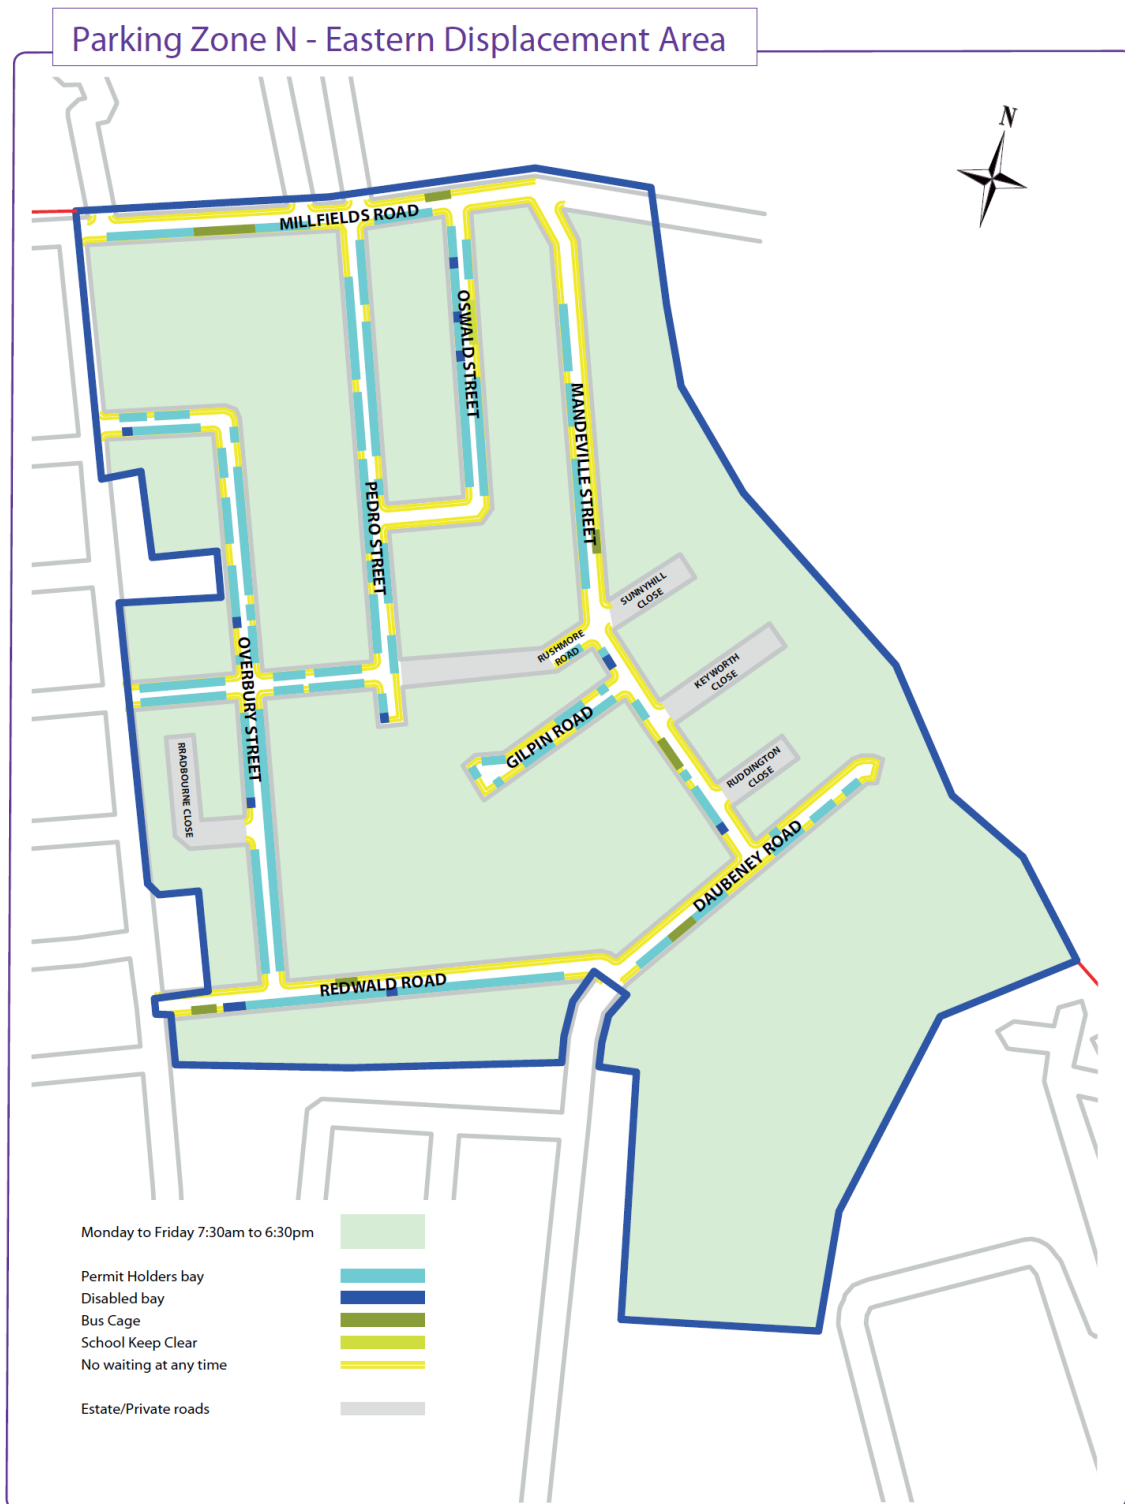 Parking Zone N - Eastern Displacement Area
N
MILLFIELDS ROAD
OSWALD STREET
MANDEVILLE STREET
PEDRO STREET
SUNNYHILL
CLOSE
RUSHMORE
ROAD
KEYWORTH
CLOSE
OVERBURY STREET
GILPIN ROAD
RRADBOURNE CLOSE
RUDDINGTON
CLOSE
DAUBENEY ROAD
REDWALD ROAD
Monday to Friday 7:30am to 6:30pm
Permit Holders bay
Disabled bay
Bus Cage
School Keep Clear
No waiting at any time
Estate/Private roads